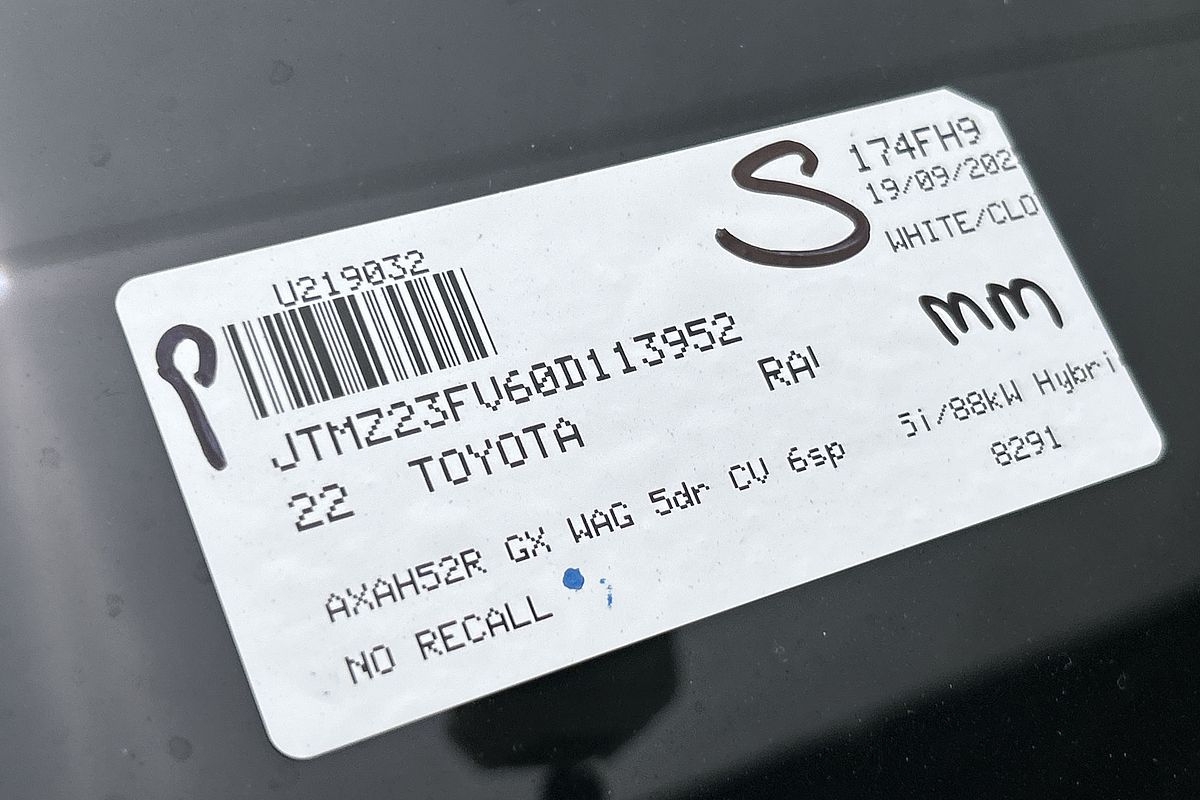 174FH9
19/09/202
WHITE/CLO
S
U219032
P
MM
JTMZ23FV60D113952
22 TOYOTA RA
AXAH52R GX WAG 5dr CV 6sp 5i/88kW Hybri
8291
NO RECALL